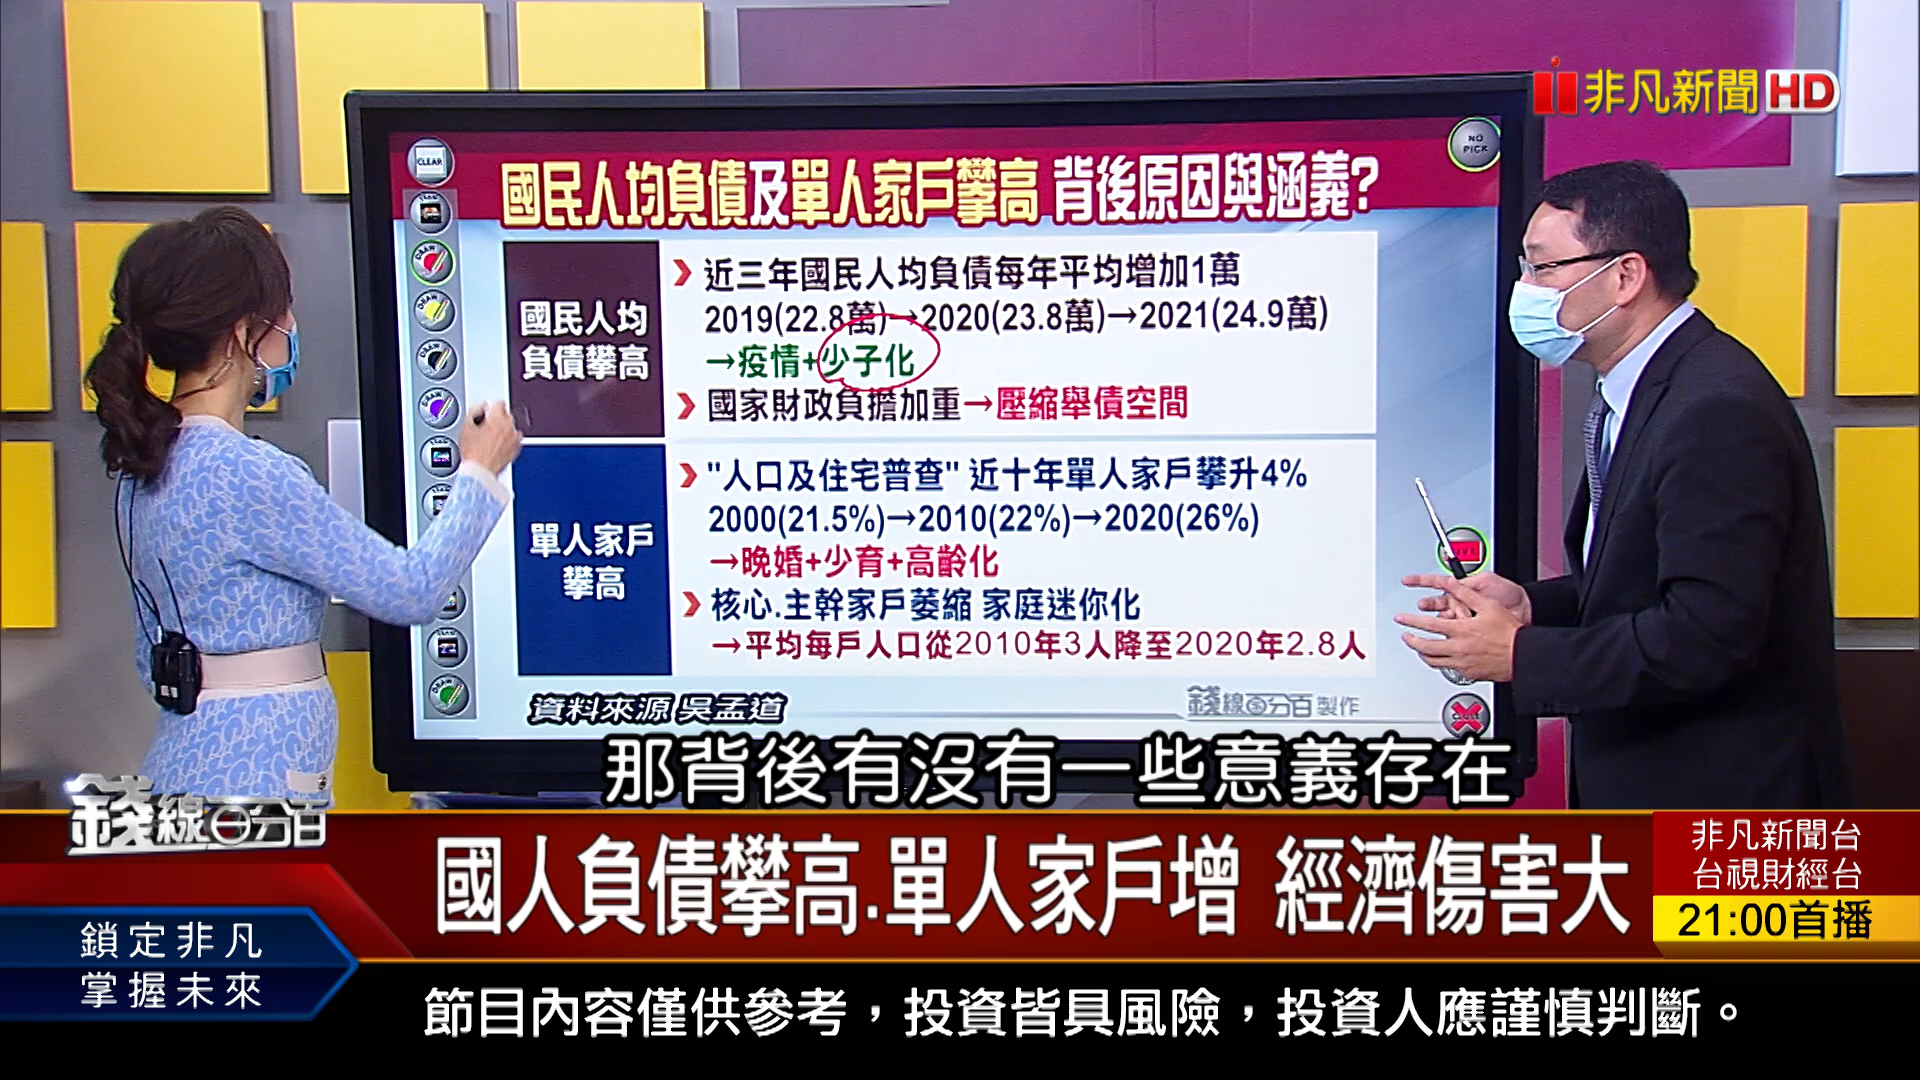 非凡新聞HD
CLEAR
NO PICK
國民人均負債及單人家戶攀高 背後原因與涵義?
國民人均
負債攀高
近三年國民人均負債每年平均增加1萬
2019(22.8萬)→2020(23.8萬)→2021(24.9萬)
→疫情+少子化
國家財政負擔加重→壓縮舉債空間
單人家戶
攀高
"人口及住宅普查" 近十年單人家戶攀升4%
2000(21.5%)→2010(22%)→2020(26%)
→晚婚+少育+高齡化
核心.主幹家戶萎縮 家庭迷你化
→平均每戶人口從2010年3人降至2020年2.8人
資料來源 吳孟道
錢線百分百 製作
那背後有沒有一些意義存在
錢線百分百
國人負債攀高.單人家戶增 經濟傷害大
非凡新聞台
台視財經台
21:00首播
鎖定非凡
掌握未來
節目內容僅供參考，投資皆具風險，投資人應謹慎判斷。